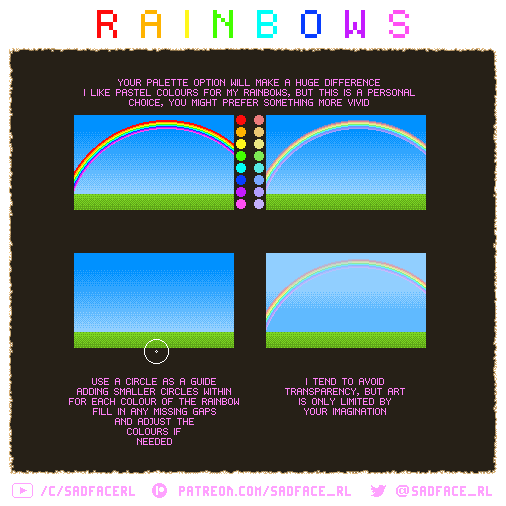 RAINBOWS
YOUR PALETTE OPTION WILL MAKE A HUGE DIFFERENCE
I LIKE PASTEL COLOURS FOR MY RAINBOWS, BUT THIS IS A PERSONAL
CHOICE, YOU MIGHT PREFER SOMETHING MORE VIVID
USE A CIRCLE AS A GUIDE
ADDING SMALLER CIRCLES WITHIN
FOR EACH COLOUR OF THE RAINBOW
FILL IN ANY MISSING GAPS
AND ADJUST THE
COLOURS IF
NEEDED
I TEND TO AVOID
TRANSPARENCY, BUT ART
IS ONLY LIMITED BY
YOUR IMAGINATION
/C/SADFACERL
PATREON.COM/SADFACE_RL
@SADFACE_RL